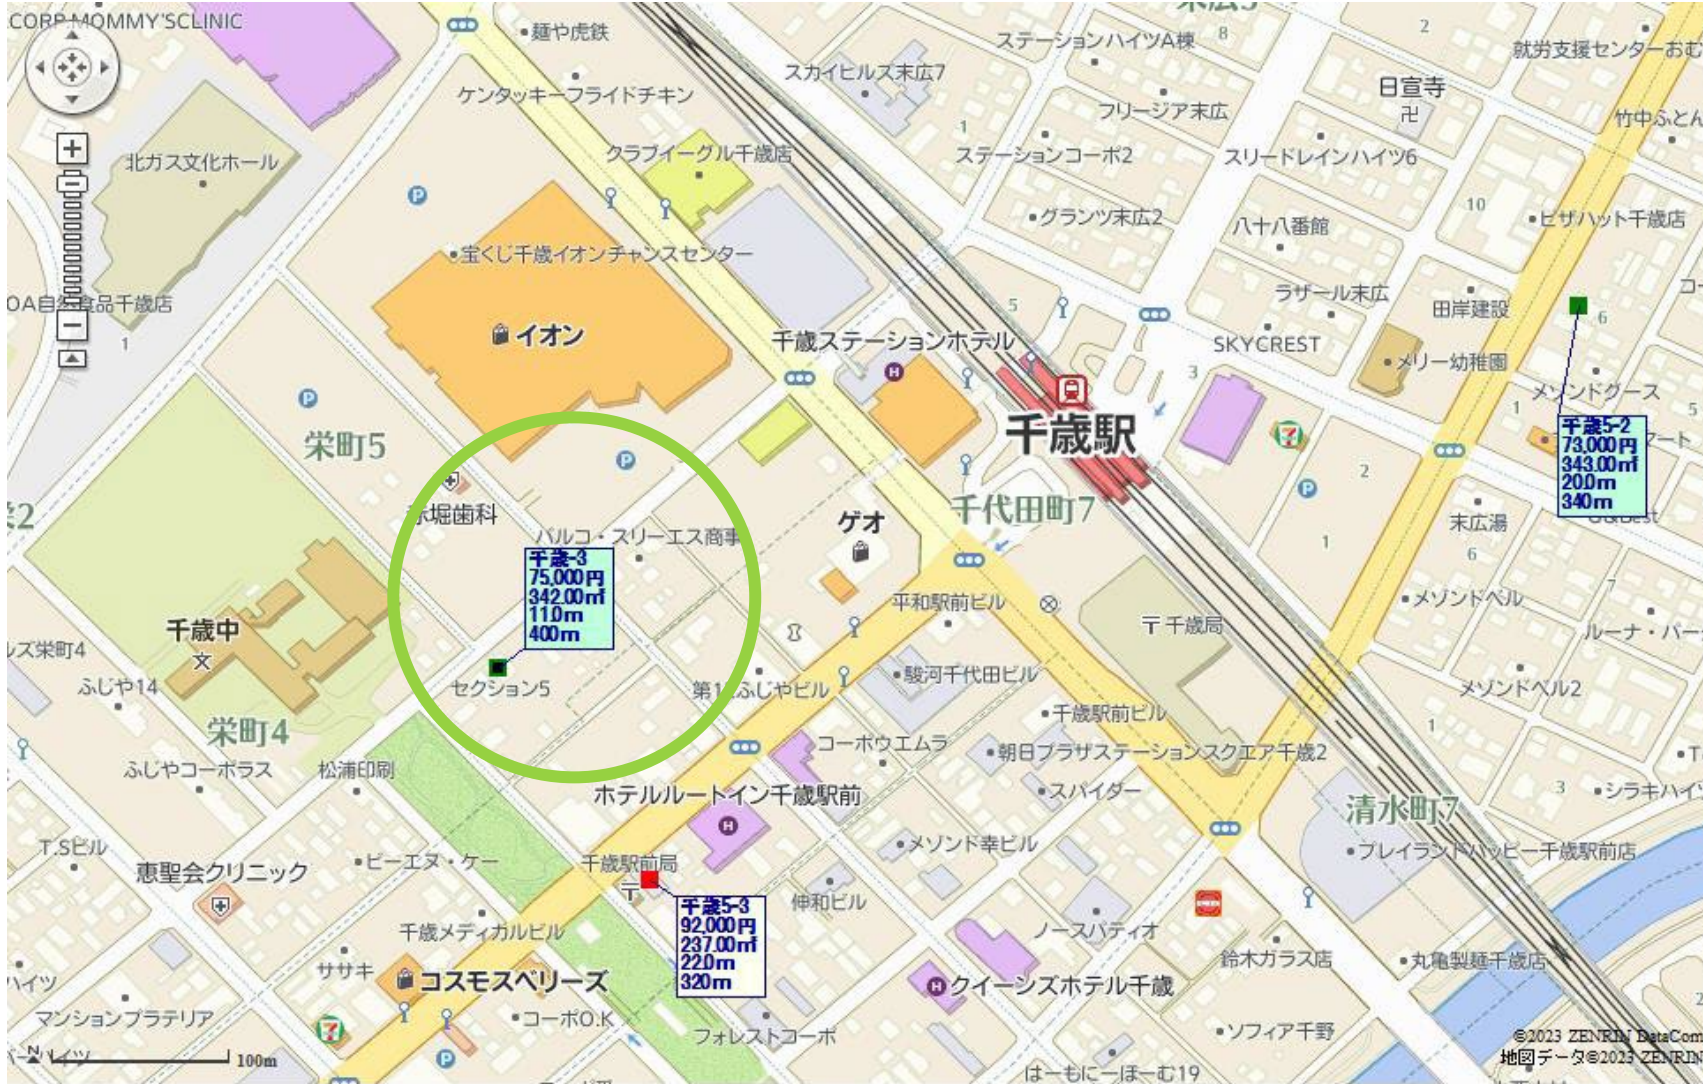 CORP MOMMY'SCLINIC
麺や虎鉄
ケンタッキーフライドチキン
スカイヒルズ末広7
ステーションハイツA棟
8
2
就労支援センターおむ
日宣寺
フリージア末広
竹中ふとん
北ガス文化ホール
クラブイーグル千歳店
1
ステーションコーポ2
スリードレインハイツ6
P
グランツ末広2
10
ピザハット千歳店
八十八番館
宝くじ千歳イオンチャンスセンター
OA自然食品千歳店
1
5
ラザール末広
田岸建設
6
イオン
千歳ステーションホテル
H
SKYCREST
メリー幼稚園
3
メゾンドグース
P
千歳駅
1
5
栄町5
千歳5-2
73,000円
343.00㎡
20.0m
340m
P
2
P
赤堀歯科
千代田町7
末広湯
ゲオ
バルコ・スリーエス商事
1
6
千歳-3
75,000円
342.00㎡
11.0m
400m
7
平和駅前ビル
メゾンドベル
千歳中
文
〒千歳局
ルーナ・パー
ルズ栄町4
ふじや14
セクション5
駿河千代田ビル
メゾンドベル2
栄町4
千歳駅前ビル
1
コーポウエムラ
朝日プラザステーションスクエア千歳2
ふじやコーポラス
松浦印刷
スパイダー
3
シラキハイツ
ホテルルートイン千歳駅前
清水町7
H
T.Sビル
メゾンド幸ビル
プレイランドハッピー千歳駅前店
恵聖会クリニック
ピーエヌ・ケー
千歳駅前局
〒
伸和ビル
千歳5-3
92,000円
237.00㎡
22.0m
320m
千歳メディカルビル
ノースパティオ
鈴木ガラス店
丸亀製麺千歳店
ササキ
コスモスベリーズ
H
クイーンズホテル千歳
マンションプラテリア
コーポO.K
フォレストコーポ
ソフィア千野
N
100m
P
©2023 ZENRIN DataCom
地図データ©2023 ZENRIN
はーもにーほーむ19